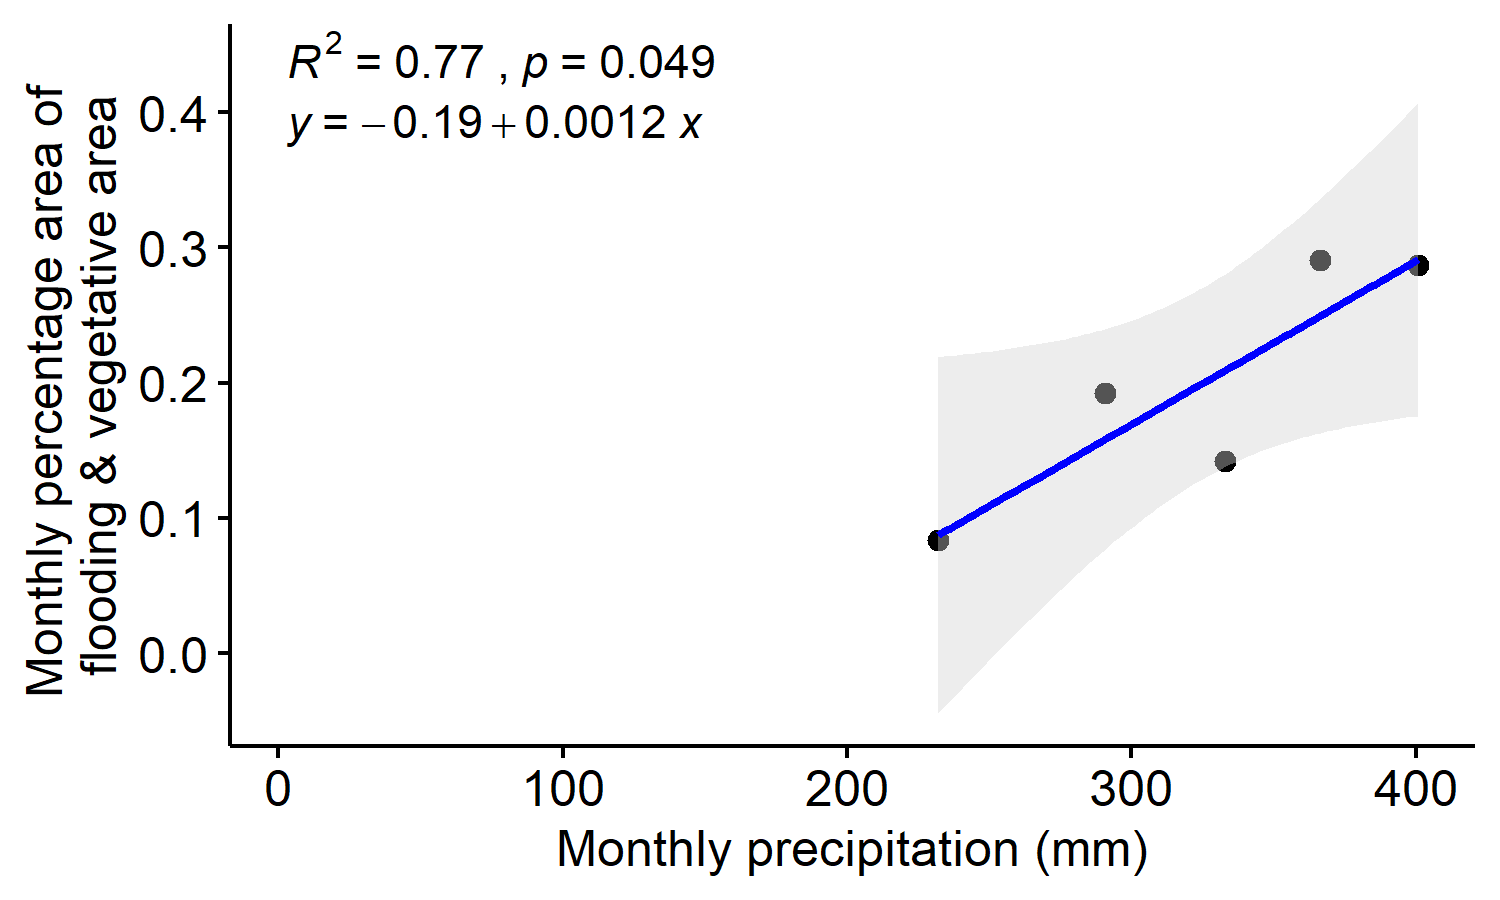 R² = 0.77 , p = 0.049
y = −0.19 + 0.0012 x
Monthly percentage area of
flooding & vegetative area
0.4
0.3
0.2
0.1
0.0
0 100 200 300 400
Monthly precipitation (mm)